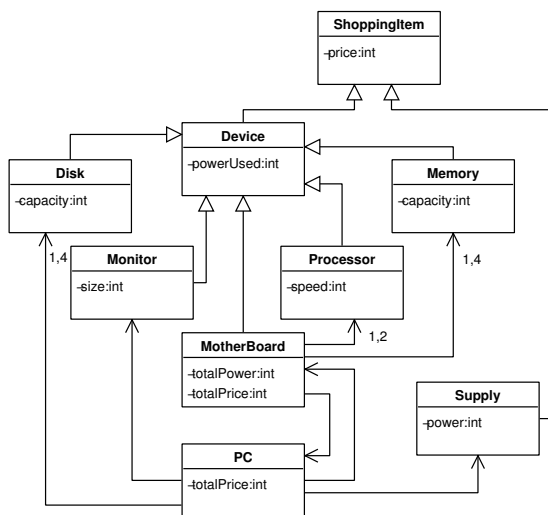 ShoppingItem
-price:int
Device
-powerUsed:int
Disk
-capacity:int
Memory
-capacity:int
Monitor
-size:int
Processor
-speed:int
1,4
1,4
1,2
MotherBoard
-totalPower:int
-totalPrice:int
Supply
-power:int
PC
-totalPrice:int